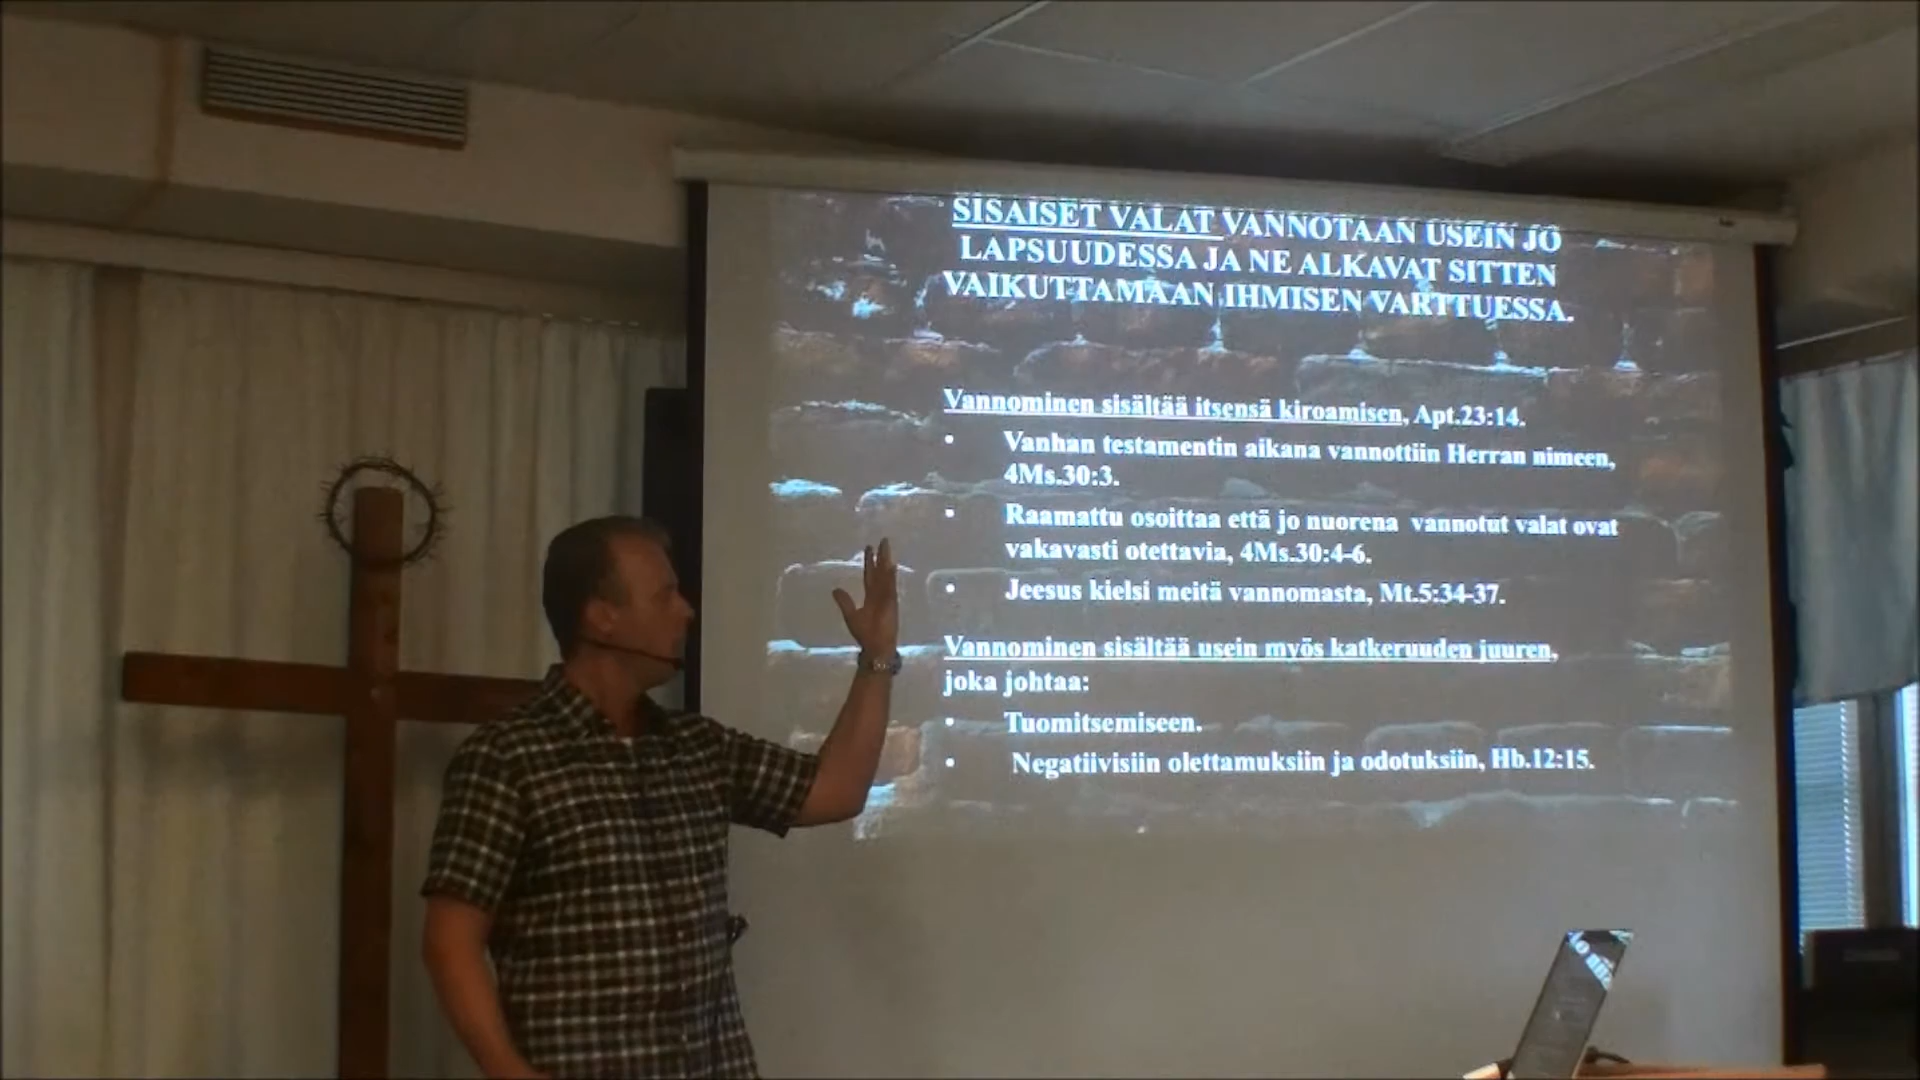 SISÄISET VALAT VANNOTAAN USEIN JO
LAPSUUDESSA JA NE ALKAVAT SITTEN
VAIKUTTAMAAN IHMISEN VARTTUESSA.
Vannominen sisältää itsensä kiroamisen, Apt.23:14.
• Vanhan testamentin aikana vannottiin Herran nimeen,
4Ms.30:3.
• Raamattu osoittaa että jo nuorena vannotut valat ovat
vakavasti otettavia, 4Ms.30:4-6.
• Jeesus kielsi meitä vannomasta, Mt.5:34-37.
Vannominen sisältää usein myös katkeruuden juuren,
joka johtaa:
• Tuomitsemiseen.
• Negatiivisiin olettamuksiin ja odotuksiin, Hb.12:15.